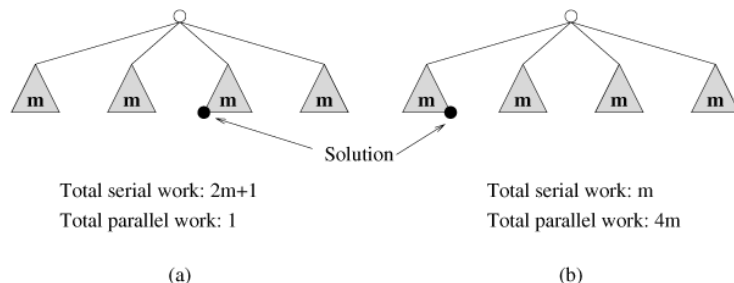 m m m m m m m m
Solution
Total serial work: 2m+1 Total serial work: m
Total parallel work: 1 Total parallel work: 4m
(a) (b)